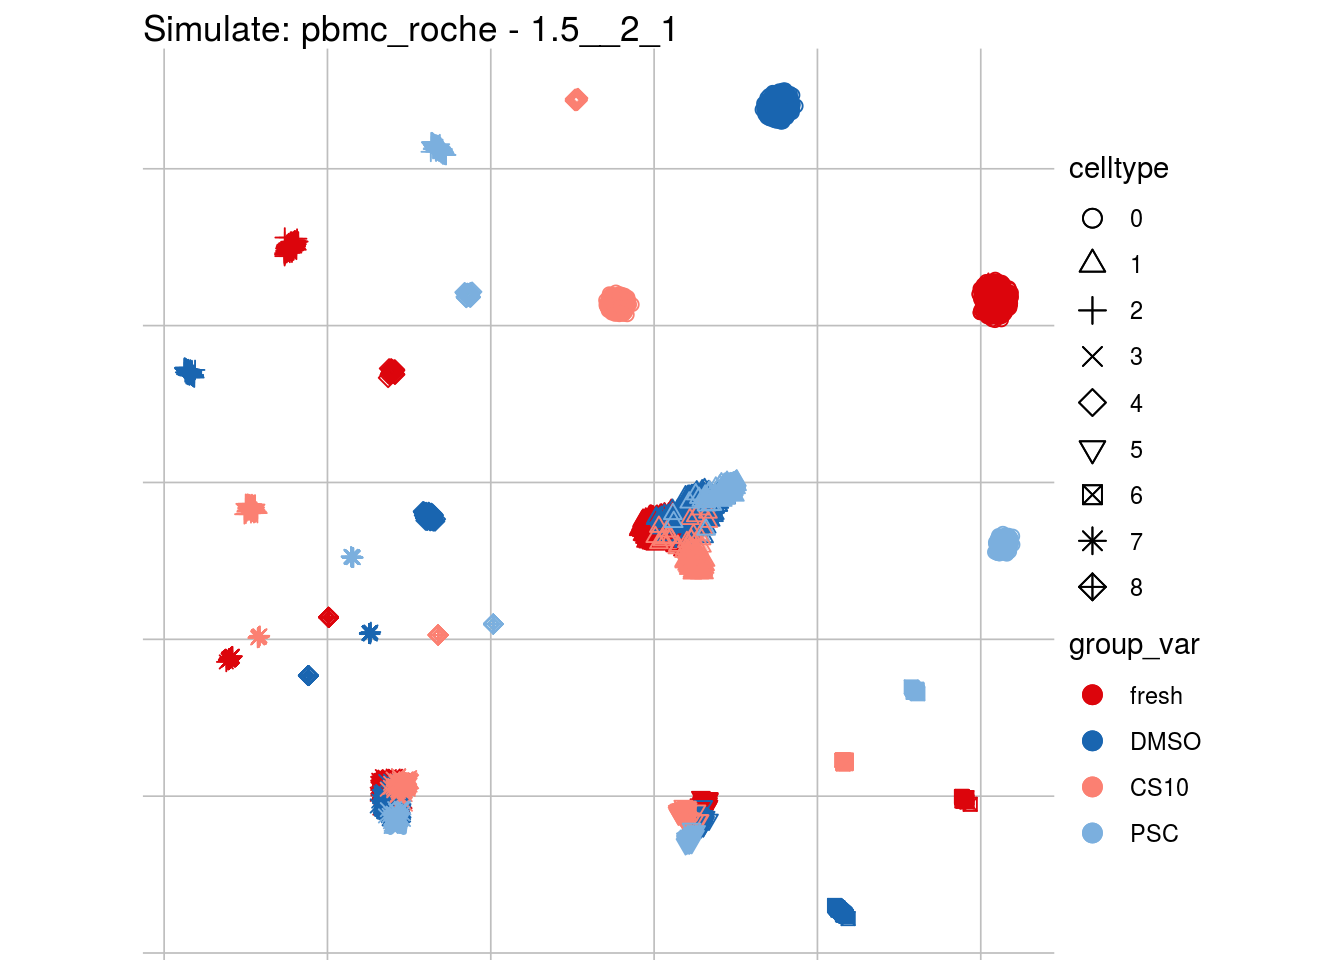 Simulate: pbmc_roche - 1.5__2_1
celltype
0
1
2
3
4
5
6
7
8
group_var
fresh
DMSO
CS10
PSC